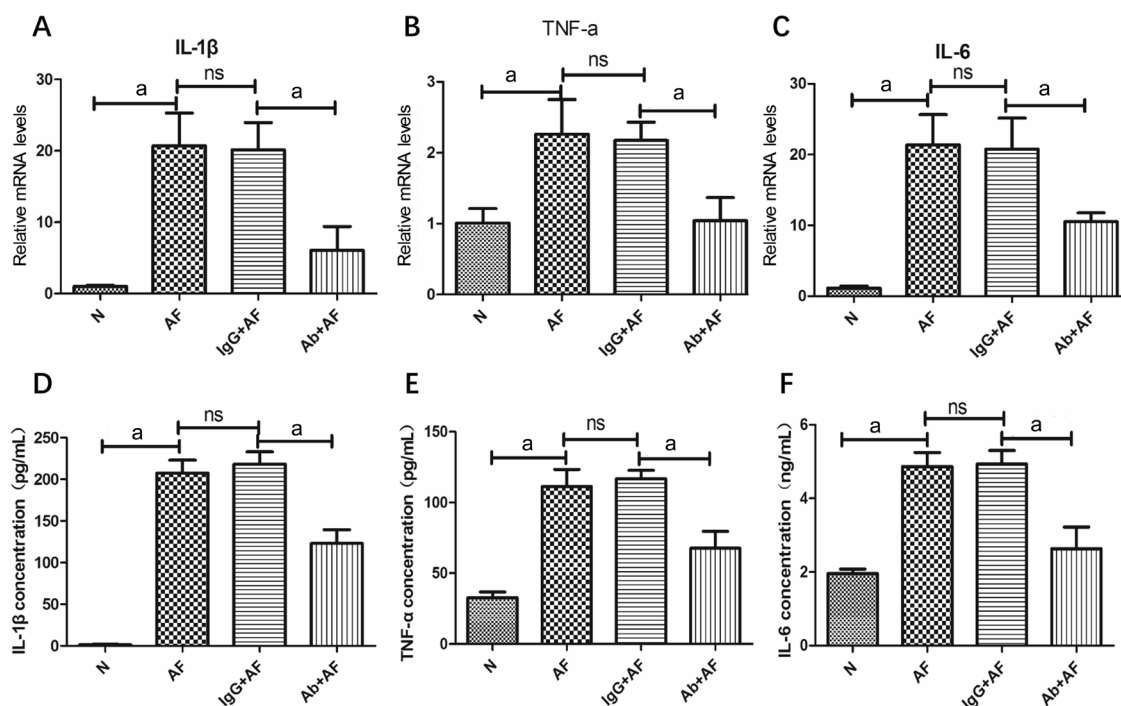 A
IL-1β
Relative mRNA levels
30
20
10
0
a
ns
a
N
AF
IgG+AF
Ab+AF
B
TNF-a
Relative mRNA levels
3
2
1
0
a
ns
a
N
AF
IgG+AF
Ab+AF
C
IL-6
Relative mRNA levels
30
20
10
0
a
ns
a
N
AF
IgG+AF
Ab+AF
D
IL-1β concentration（pg/mL）
250
200
150
100
50
0
a
ns
a
N
AF
IgG+AF
Ab+AF
E
TNF-α concentration (pg/mL)
150
100
50
0
a
ns
a
N
AF
IgG+AF
Ab+AF
F
IL-6 concentration（ng/mL）
6
4
2
0
a
ns
a
N
AF
IgG+AF
Ab+AF